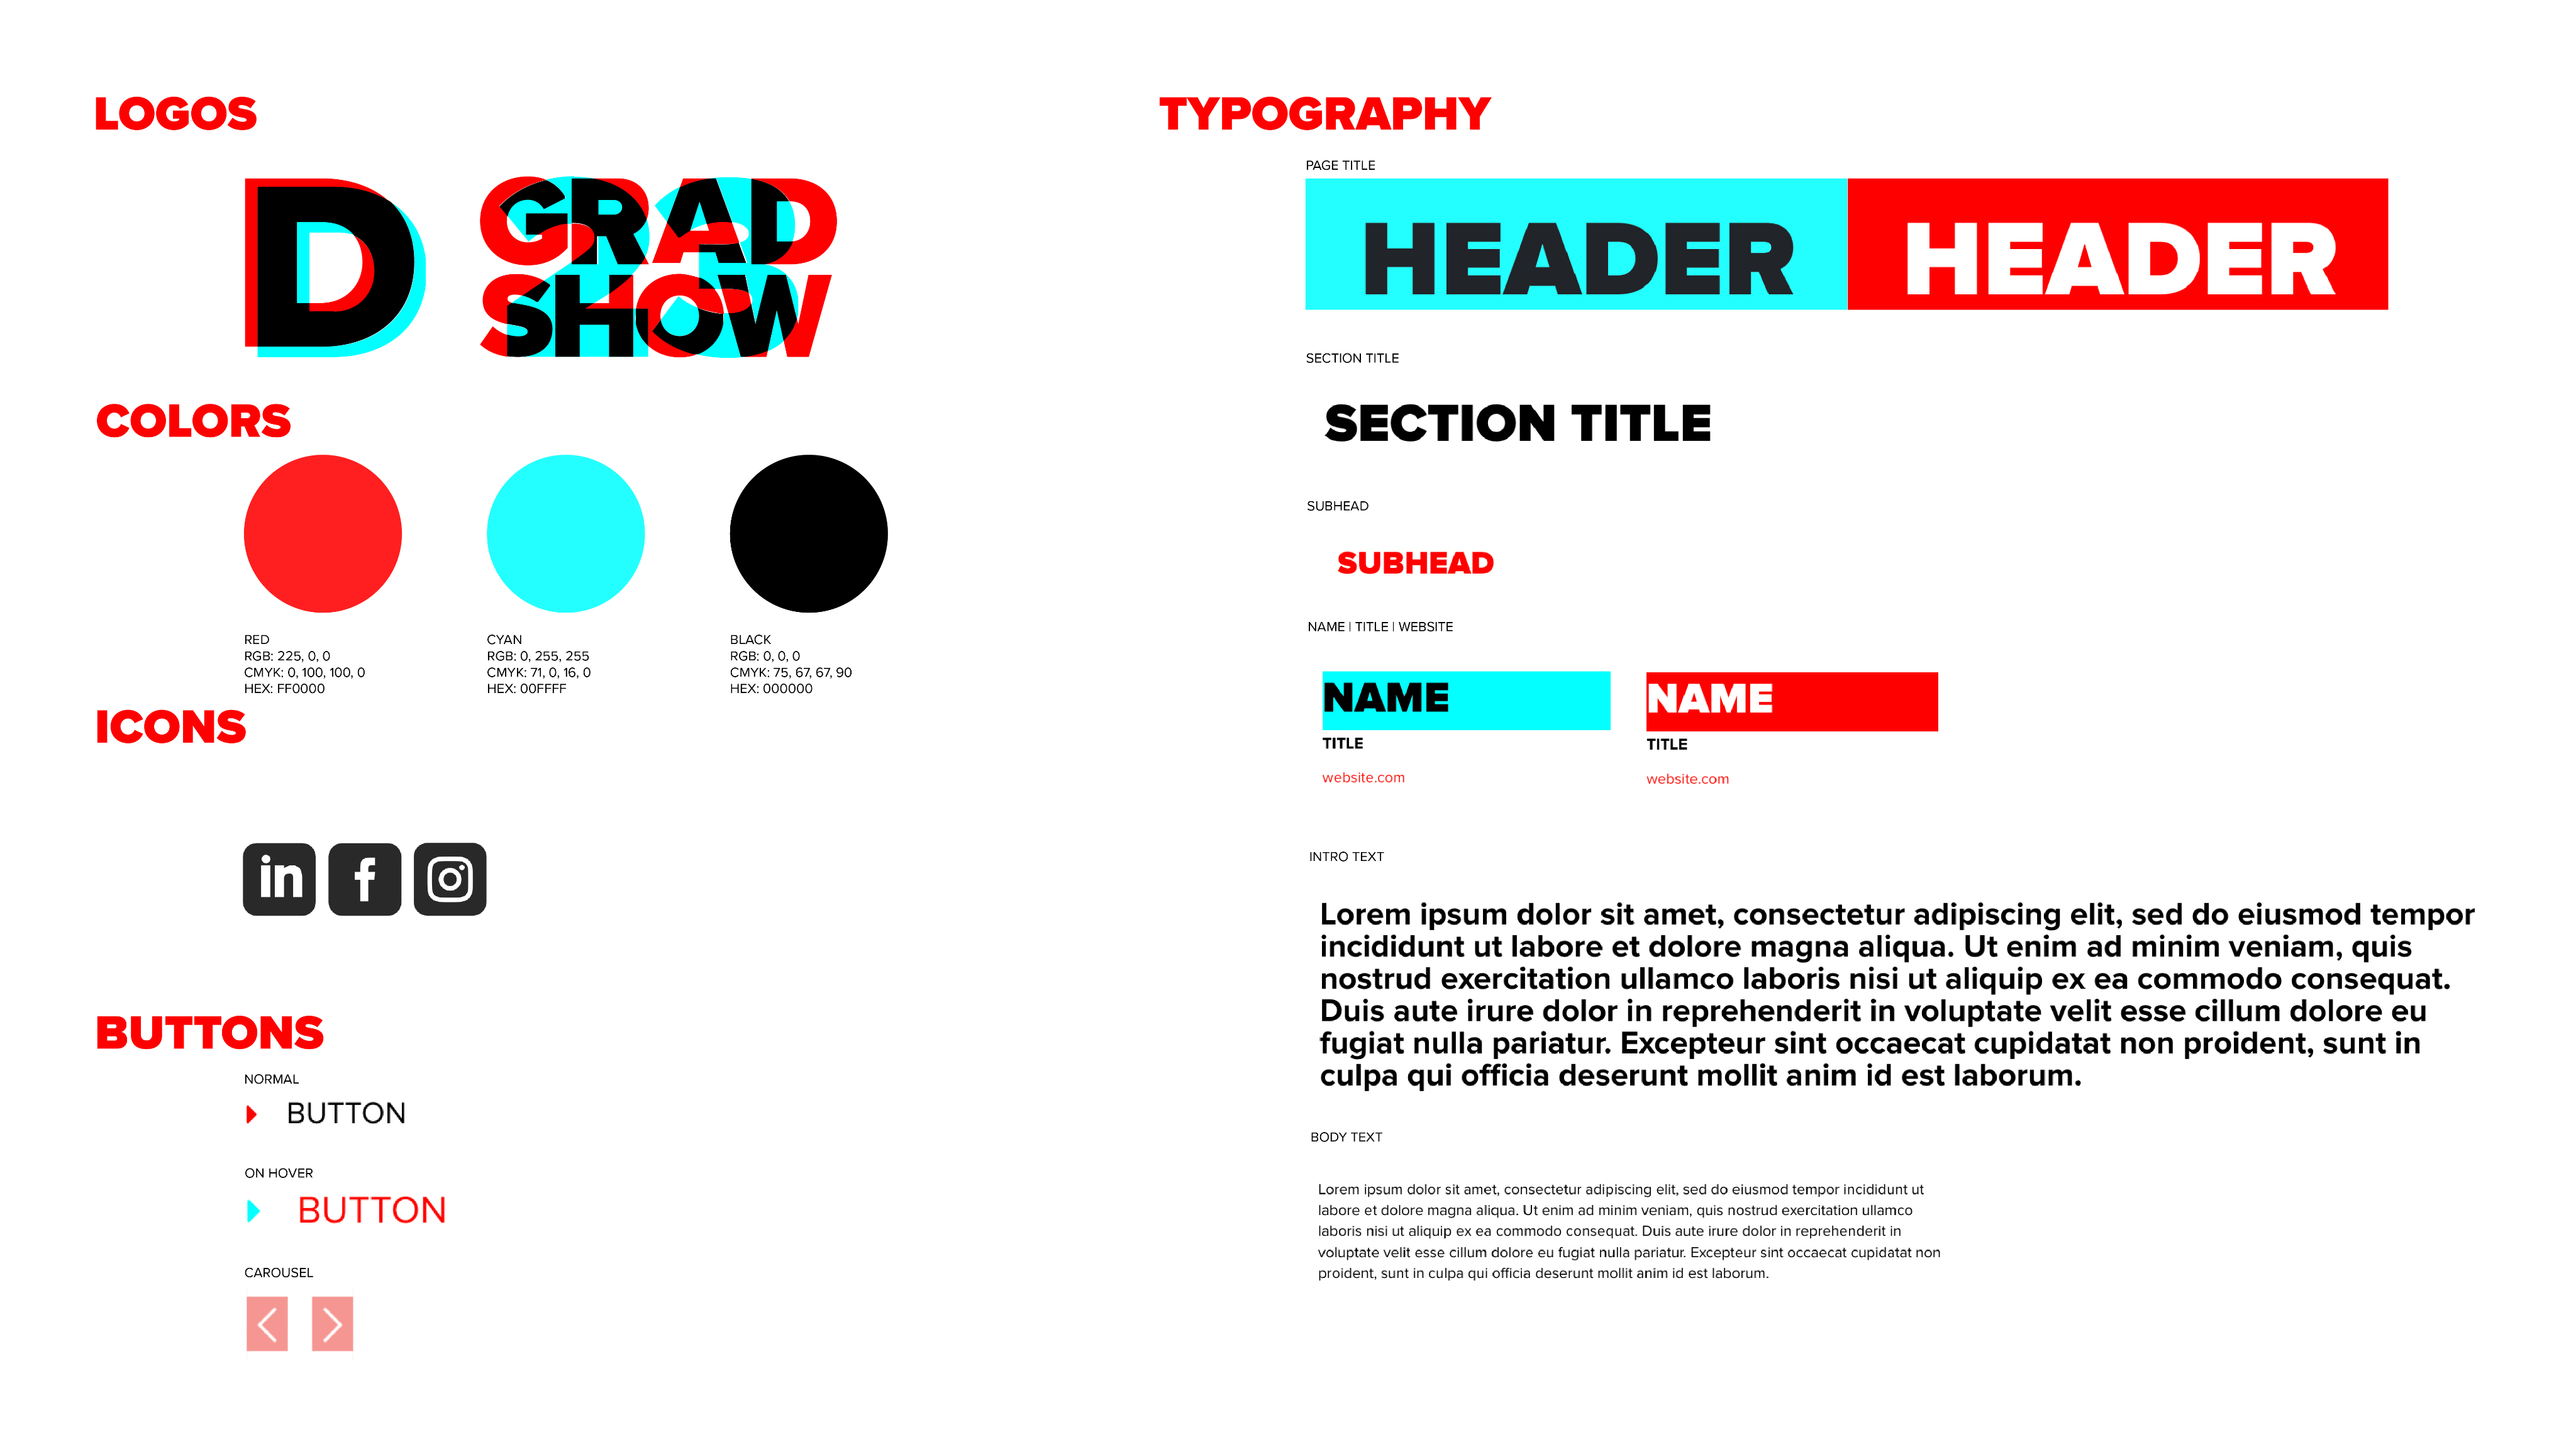 LOGOS
D
GRAD
SHOW
23
COLORS
RED
RGB: 225, 0, 0
CMYK: 0, 100, 100, 0
HEX: FF0000
CYAN
RGB: 0, 255, 255
CMYK: 71, 0, 16, 0
HEX: 00FFFF
BLACK
RGB: 0, 0, 0
CMYK: 75, 67, 67, 90
HEX: 000000
ICONS
in
f
BUTTONS
NORMAL
BUTTON
ON HOVER
BUTTON
CAROUSEL
TYPOGRAPHY
PAGE TITLE
HEADER
HEADER
SECTION TITLE
SECTION TITLE
SUBHEAD
SUBHEAD
NAME | TITLE | WEBSITE
NAME
TITLE
website.com
NAME
TITLE
website.com
INTRO TEXT
Lorem ipsum dolor sit amet, consectetur adipiscing elit, sed do eiusmod tempor
incididunt ut labore et dolore magna aliqua. Ut enim ad minim veniam, quis
nostrud exercitation ullamco laboris nisi ut aliquip ex ea commodo consequat.
Duis aute irure dolor in reprehenderit in voluptate velit esse cillum dolore eu
fugiat nulla pariatur. Excepteur sint occaecat cupidatat non proident, sunt in
culpa qui officia deserunt mollit anim id est laborum.
BODY TEXT
Lorem ipsum dolor sit amet, consectetur adipiscing elit, sed do eiusmod tempor incididunt ut
labore et dolore magna aliqua. Ut enim ad minim veniam, quis nostrud exercitation ullamco
laboris nisi ut aliquip ex ea commodo consequat. Duis aute irure dolor in reprehenderit in
voluptate velit esse cillum dolore eu fugiat nulla pariatur. Excepteur sint occaecat cupidatat non
proident, sunt in culpa qui officia deserunt mollit anim id est laborum.